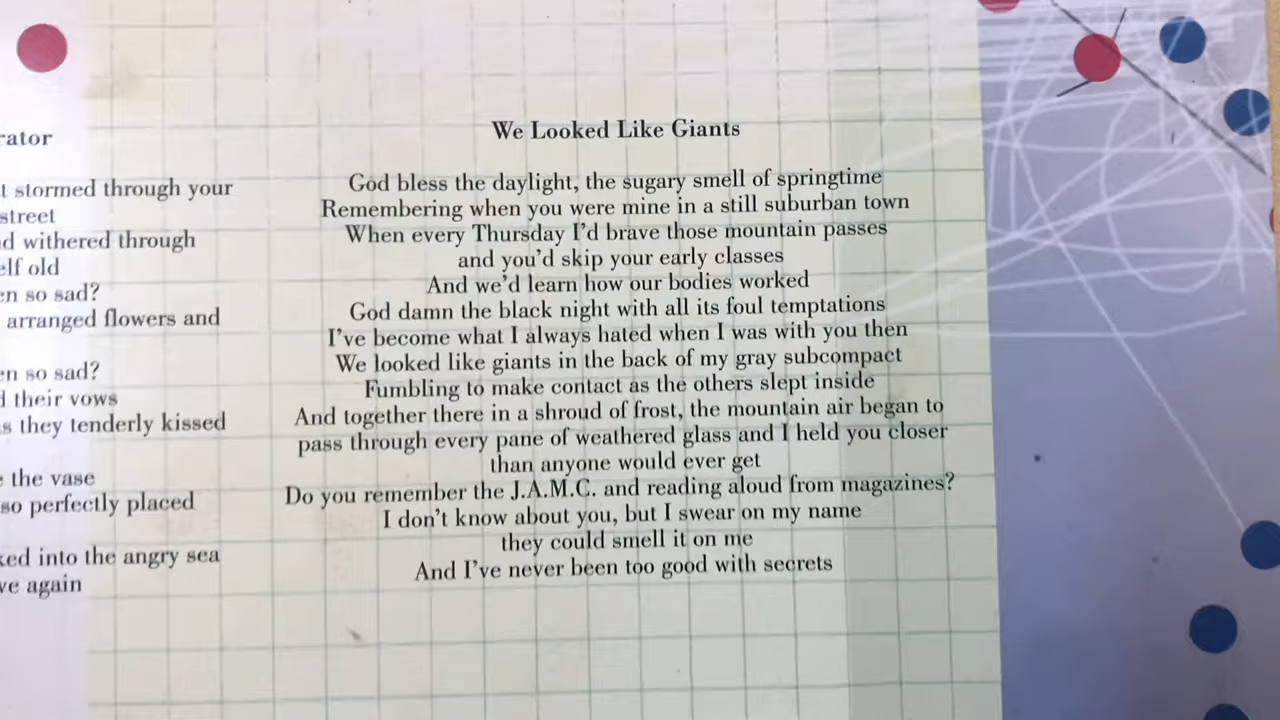 rator
t stormed through your
street
d withered through
elf old
en so sad?
arranged flowers and
en so sad?
d their vows
s they tenderly kissed
e the vase
so perfectly placed
ked into the angry sea
ve again
We Looked Like Giants
God bless the daylight, the sugary smell of springtime
Remembering when you were mine in a still suburban town
When every Thursday I'd brave those mountain passes
and you'd skip your early classes
And we'd learn how our bodies worked
God damn the black night with all its foul temptations
I've become what I always hated when I was with you then
We looked like giants in the back of my gray subcompact
Fumbling to make contact as the others slept inside
And together there in a shroud of frost, the mountain air began to
pass through every pane of weathered glass and I held you closer
than anyone would ever get
Do you remember the J.A.M.C. and reading aloud from magazines?
I don't know about you, but I swear on my name
they could smell it on me
And I've never been too good with secrets